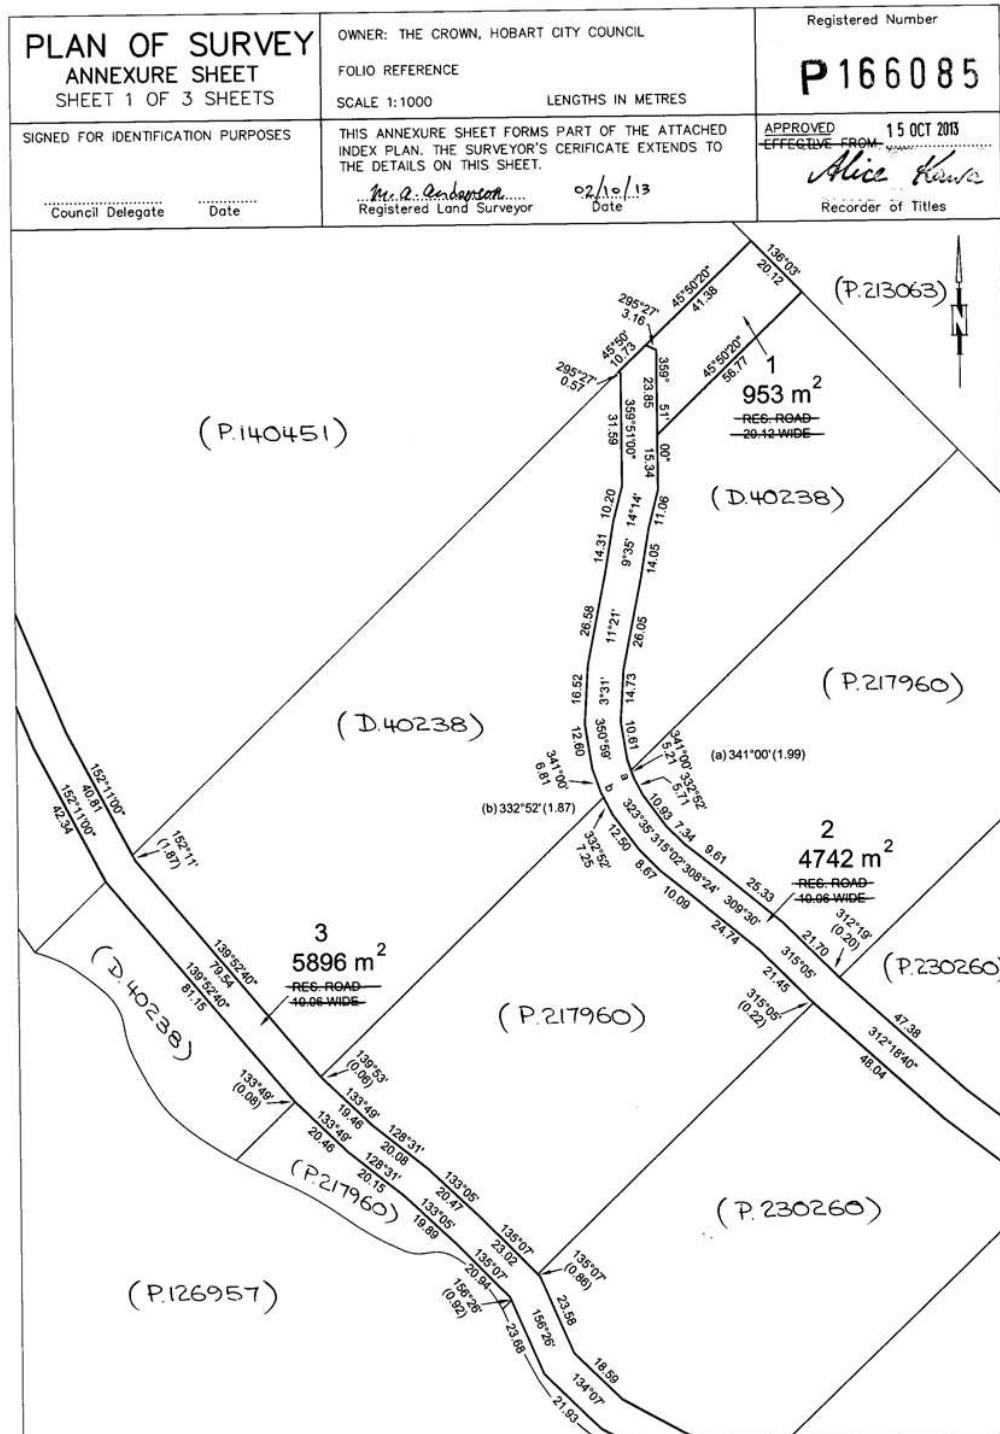 PLAN OF SURVEY
ANNEXURE SHEET
SHEET 1 OF 3 SHEETS
OWNER: THE CROWN, HOBART CITY COUNCIL
FOLIO REFERENCE
SCALE 1:1000 LENGTHS IN METRES
Registered Number
P166085
SIGNED FOR IDENTIFICATION PURPOSES
Council Delegate Date
THIS ANNEXURE SHEET FORMS PART OF THE ATTACHED
INDEX PLAN. THE SURVEYOR'S CERIFICATE EXTENDS TO
THE DETAILS ON THIS SHEET.
M.A. Anderson 02/10/13
Registered Land Surveyor Date
APPROVED 15 OCT 2013
EFFECTIVE FROM
Alice Kawa
Recorder of Titles
136°03'
20.12
(P.213063)
N
45°50'20"
41.38
295°27'
3.16
45°50'
10.73
295°27'
0.57
45°50'20"
56.77
1
953 m²
RES. ROAD
20.12 WIDE
359° 51' 00"
23.85
15.34
359°51'00"
31.59
(P.140451)
(D.40238)
10.20
14°14'
11.06
14.31
9°35'
14.05
26.58
11°21'
26.05
16.52
3°31'
14.73
12.60
350°59'
10.61
(P.217960)
(D.40238)
341°00'
5.21
(a) 341°00' (1.99)
332°52'
5.71
341°00'
6.81
a
b
(b) 332°52' (1.87)
332°52'
7.25
10.93
323°35'
12.50
7.34
315°02'
8.67
9.61
308°24'
10.09
25.33
309°30'
24.74
2
4742 m²
RES. ROAD
10.06 WIDE
312°19'
(0.20)
21.70
315°05'
21.45
315°05'
(0.22)
(P.230260)
47.38
312°18'40"
48.04
152°11'00"
40.81
152°11'00"
42.34
152°11'
(1.87)
139°52'40"
79.54
139°52'40"
81.15
3
5896 m²
RES. ROAD
10.06 WIDE
(D.40238)
(P.217960)
139°53'
(0.06)
133°49'
(0.08)
133°49'
19.46
133°49'
20.46
128°31'
20.08
128°31'
20.15
133°05'
20.47
133°05'
19.89
135°07'
23.02
135°07'
20.94
(P.217960)
(P.230260)
135°07'
(0.86)
156°26'
(0.92)
23.58
156°26'
23.68
18.59
134°07'
21.93
(P.126957)